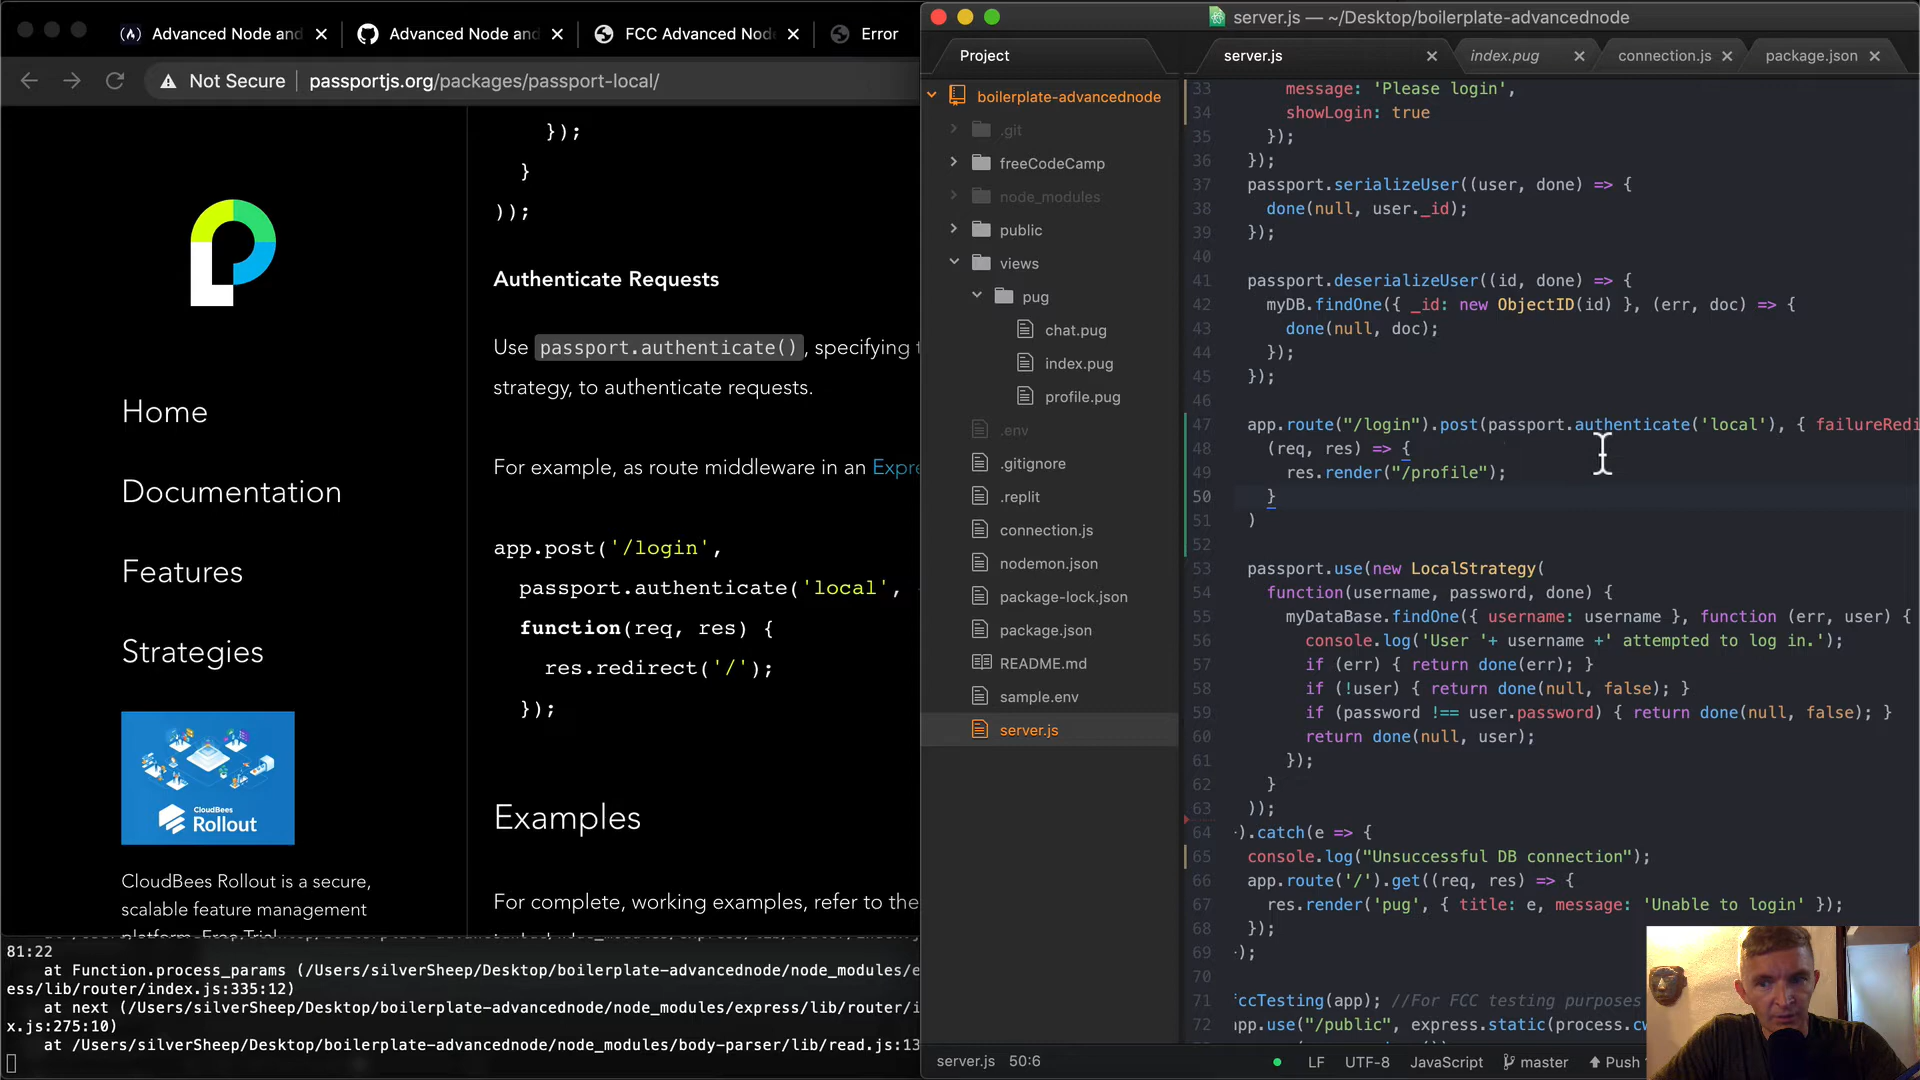 Advanced Node and
Advanced Node and
FCC Advanced Node
Error
Not Secure
passportjs.org/packages/passport-local/
Home
Documentation
Features
Strategies
CloudBees
Rollout
CloudBees Rollout is a secure,
scalable feature management
platform. Free Trial
});
}
));
Authenticate Requests
Use passport.authenticate(), specifying
strategy, to authenticate requests.
For example, as route middleware in an Expre
app.post('/login',
passport.authenticate('local',
function(req, res) {
res.redirect('/');
});
Examples
For complete, working examples, refer to the
81:22
at Function.process_params (/Users/silverSheep/Desktop/boilerplate-advancednode/node_modules/e
ess/lib/router/index.js:335:12)
at next (/Users/silverSheep/Desktop/boilerplate-advancednode/node_modules/express/lib/router/i
x.js:275:10)
at /Users/silverSheep/Desktop/boilerplate-advancednode/node_modules/body-parser/lib/read.js:13
server.js — ~/Desktop/boilerplate-advancednode
Project
server.js
index.pug
connection.js
package.json
boilerplate-advancednode
.git
freeCodeCamp
node_modules
public
views
pug
chat.pug
index.pug
profile.pug
.env
.gitignore
.replit
connection.js
nodemon.json
package-lock.json
package.json
README.md
sample.env
server.js
33 message: 'Please login',
34 showLogin: true
35 });
36 });
37 passport.serializeUser((user, done) => {
38 done(null, user._id);
39 });
40
41 passport.deserializeUser((id, done) => {
42 myDB.findOne({ _id: new ObjectID(id) }, (err, doc) => {
43 done(null, doc);
44 });
45 });
46
47 app.route("/login").post(passport.authenticate('local'), { failureRedi
48 (req, res) => {
49 res.render("/profile");
50 }
51 )
52
53 passport.use(new LocalStrategy(
54 function(username, password, done) {
55 myDataBase.findOne({ username: username }, function (err, user) {
56 console.log('User '+ username +' attempted to log in.');
57 if (err) { return done(err); }
58 if (!user) { return done(null, false); }
59 if (password !== user.password) { return done(null, false); }
60 return done(null, user);
61 });
62 }
63 ));
64 }).catch(e => {
65 console.log("Unsuccessful DB connection");
66 app.route('/').get((req, res) => {
67 res.render('pug', { title: e, message: 'Unable to login' });
68 });
69 });
70
71 fccTesting(app); //For FCC testing purposes
72 app.use("/public", express.static(process.cw
server.js 50:6
LF UTF-8 JavaScript master Push